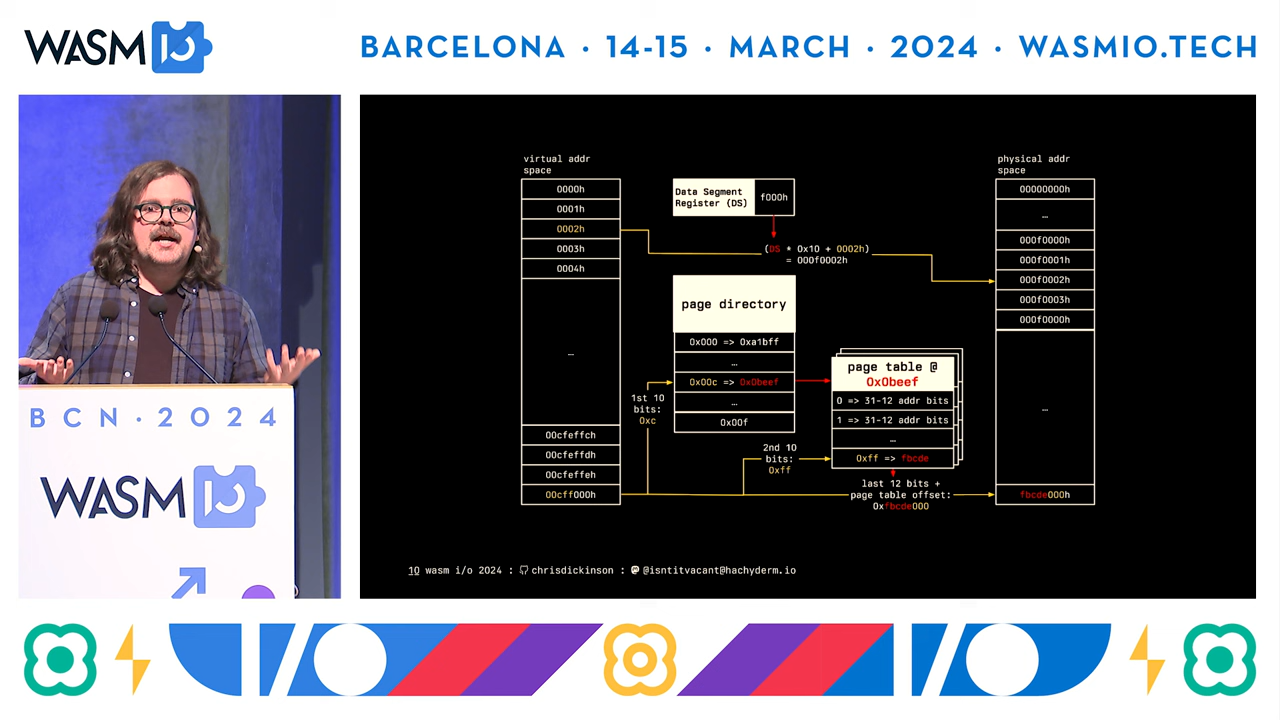 WASM IO
BARCELONA · 14-15 · MARCH · 2024 · WASMIO.TECH
BCN·2024
WASM IO
virtual addr
space
0000h
0001h
0002h
0003h
0004h
…
00cfeffch
00cfeffdh
00cfeffeh
00cff000h
Data Segment
Register (DS)
f000h
(DS * 0x10 + 0002h)
= 000f0002h
page directory
0x000 => 0xa1bff
…
0x00c => 0x0beef
…
0x00f
1st 10
bits:
0xc
2nd 10
bits:
0xff
page table @
0x0beef
0 => 31-12 addr bits
1 => 31-12 addr bits
…
0xff => fbcde
last 12 bits +
page table offset:
0xfbcde000
physical addr
space
00000000h
…
000f0000h
000f0001h
000f0002h
000f0003h
000f0000h
…
fbcde000h
10 wasm i/o 2024 : chrisdickinson : @isntitvacant@hachyderm.io